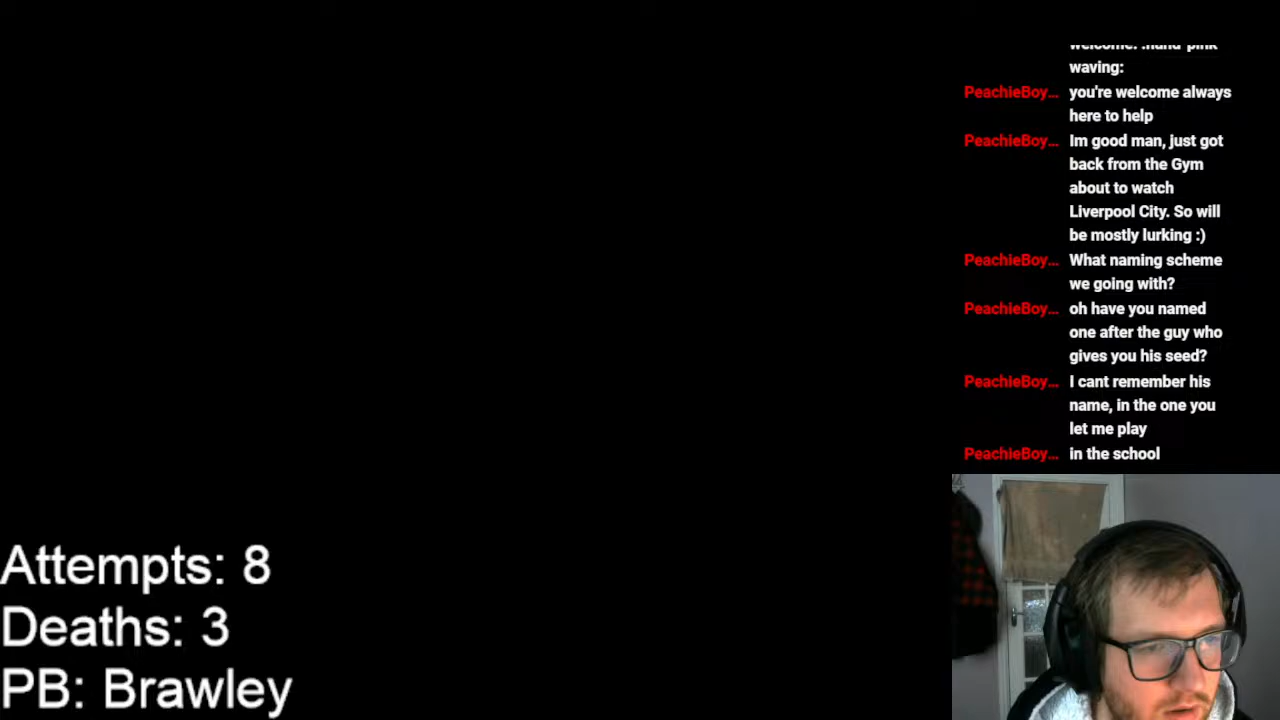 waving:
PeachieBoy… you're welcome always
here to help
PeachieBoy… Im good man, just got
back from the Gym
about to watch
Liverpool City. So will
be mostly lurking :)
PeachieBoy… What naming scheme
we going with?
PeachieBoy… oh have you named
one after the guy who
gives you his seed?
PeachieBoy… I cant remember his
name, in the one you
let me play
PeachieBoy… in the school
Attempts: 8
Deaths: 3
PB: Brawley